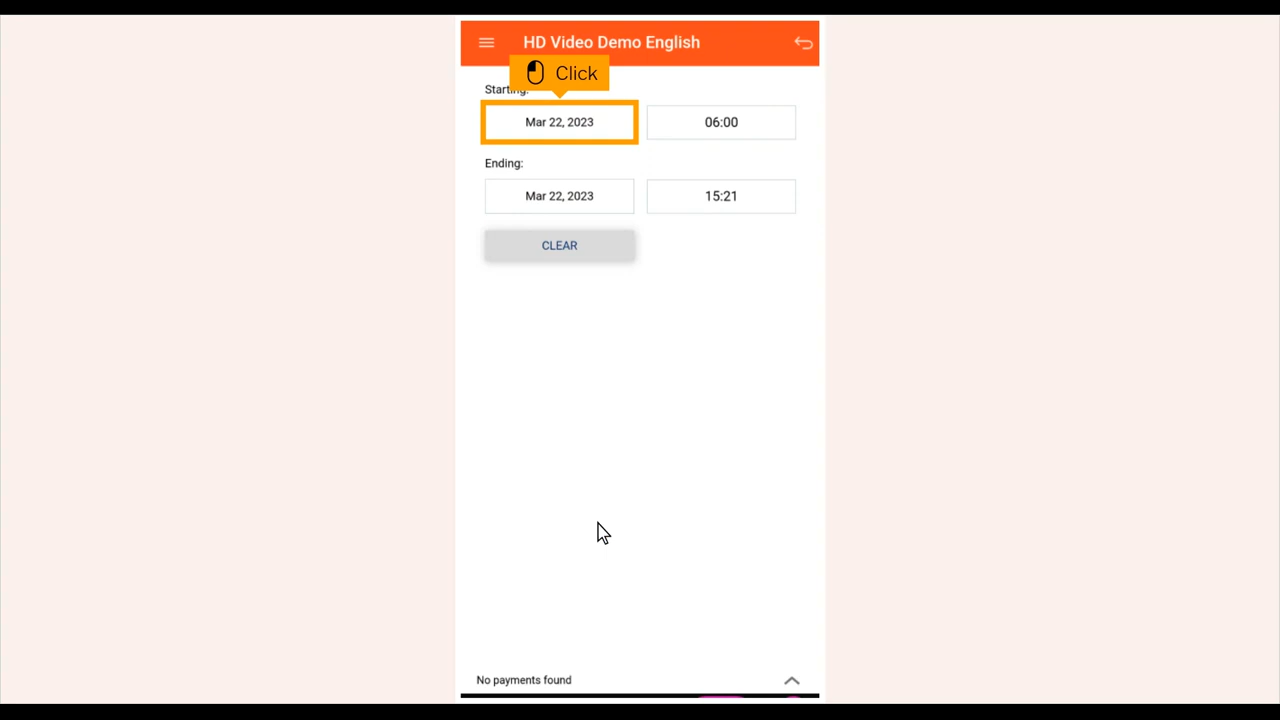 HD Video Demo English
Click
Starting:
Mar 22, 2023 06:00
Ending:
Mar 22, 2023 15:21
CLEAR
No payments found